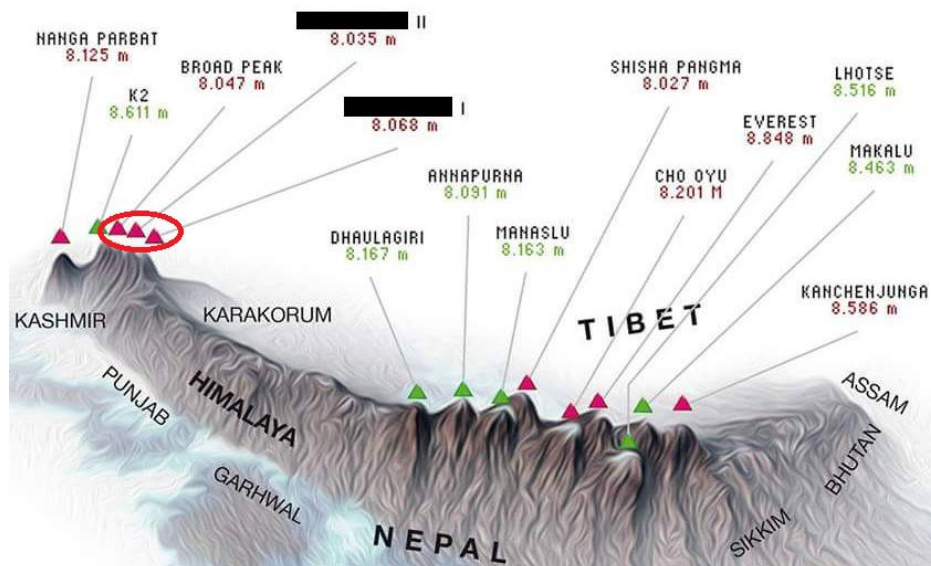 II
8.035 m
NANGA PARBAT
8.125 m
BROAD PEAK
8.047 m
K2
8.611 m
I
8.068 m
SHISHA PANGMA
8.027 m
LHOTSE
8.516 m
EVEREST
8.848 m
MAKALU
8.463 m
ANNAPURNA
8.091 m
CHO OYU
8.201 M
DHAULAGIRI
8.167 m
MANASLU
8.163 m
KANCHENJUNGA
8.586 m
KASHMIR
KARAKORUM
TIBET
PUNJAB
HIMALAYA
ASSAM
GARHWAL
BHUTAN
NEPAL
SIKKIM